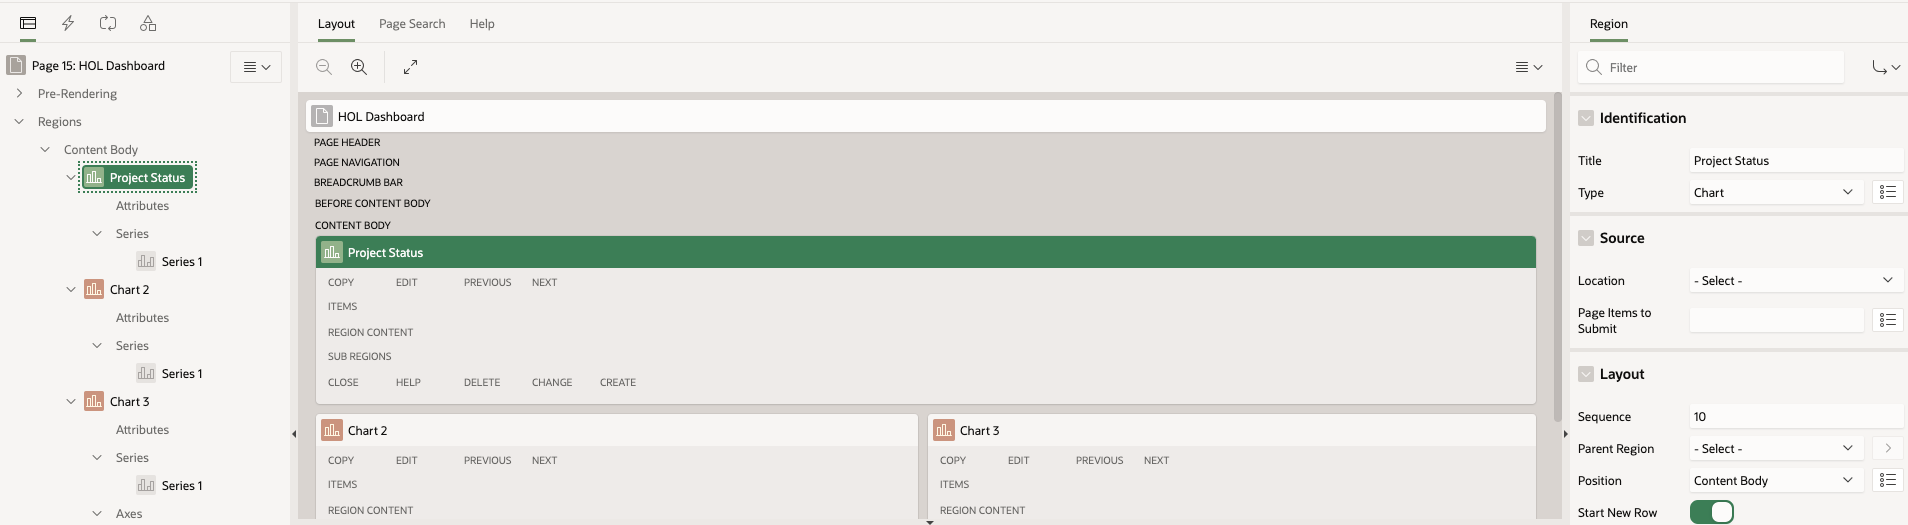 Page 15: HOL Dashboard
Pre-Rendering
Regions
Content Body
Project Status
Attributes
Series
Series 1
Chart 2
Attributes
Series
Series 1
Chart 3
Attributes
Series
Series 1
Axes
Layout Page Search Help
HOL Dashboard
PAGE HEADER
PAGE NAVIGATION
BREADCRUMB BAR
BEFORE CONTENT BODY
CONTENT BODY
Project Status
COPY EDIT PREVIOUS NEXT
ITEMS
REGION CONTENT
SUB REGIONS
CLOSE HELP DELETE CHANGE CREATE
Chart 2
COPY EDIT PREVIOUS NEXT
ITEMS
REGION CONTENT
Chart 3
COPY EDIT PREVIOUS NEXT
ITEMS
REGION CONTENT
Region
Filter
Identification
Title Project Status
Type Chart
Source
Location - Select -
Page Items to
Submit
Layout
Sequence 10
Parent Region - Select -
Position Content Body
Start New Row